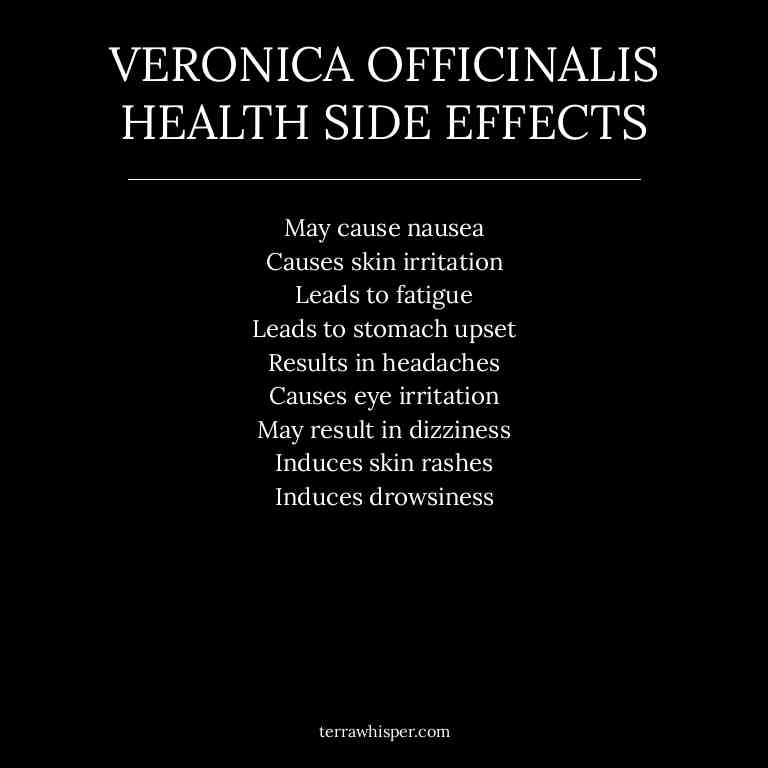 VERONICA OFFICINALIS
HEALTH SIDE EFFECTS
May cause nausea
Causes skin irritation
Leads to fatigue
Leads to stomach upset
Results in headaches
Causes eye irritation
May result in dizziness
Induces skin rashes
Induces drowsiness
terrawhisper.com